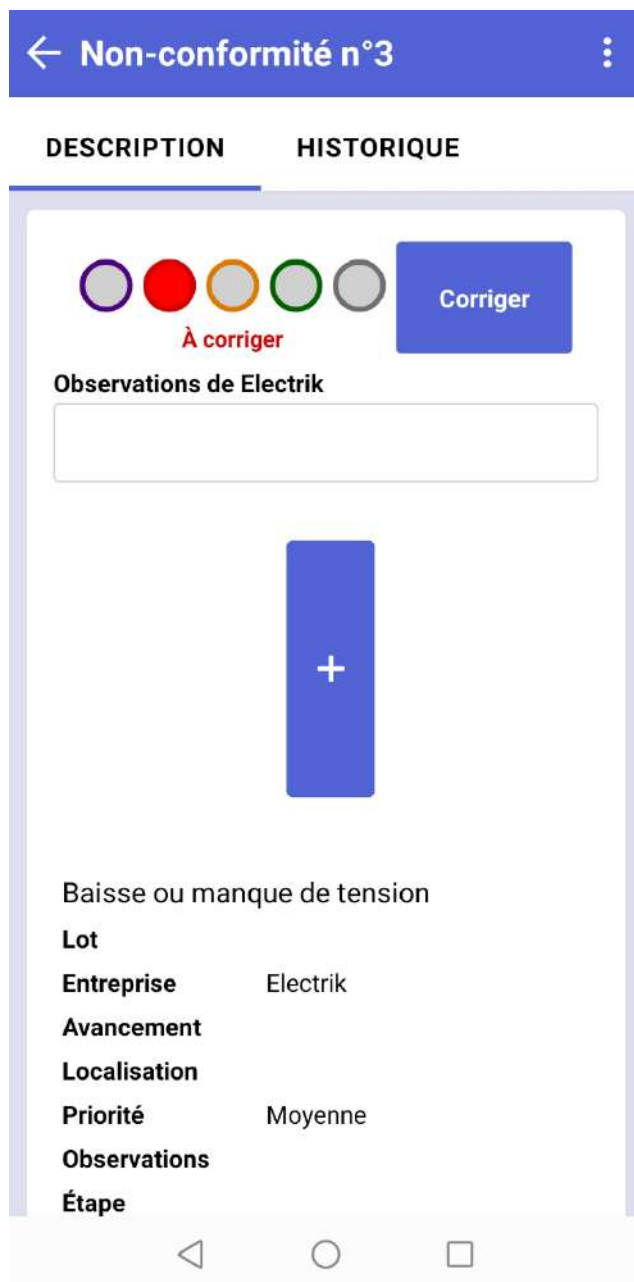 Non-conformité n°3
DESCRIPTION HISTORIQUE
Corriger
À corriger
Observations de Electrik
+
Baisse ou manque de tension
Lot
Entreprise Electrik
Avancement
Localisation
Priorité Moyenne
Observations
Étape